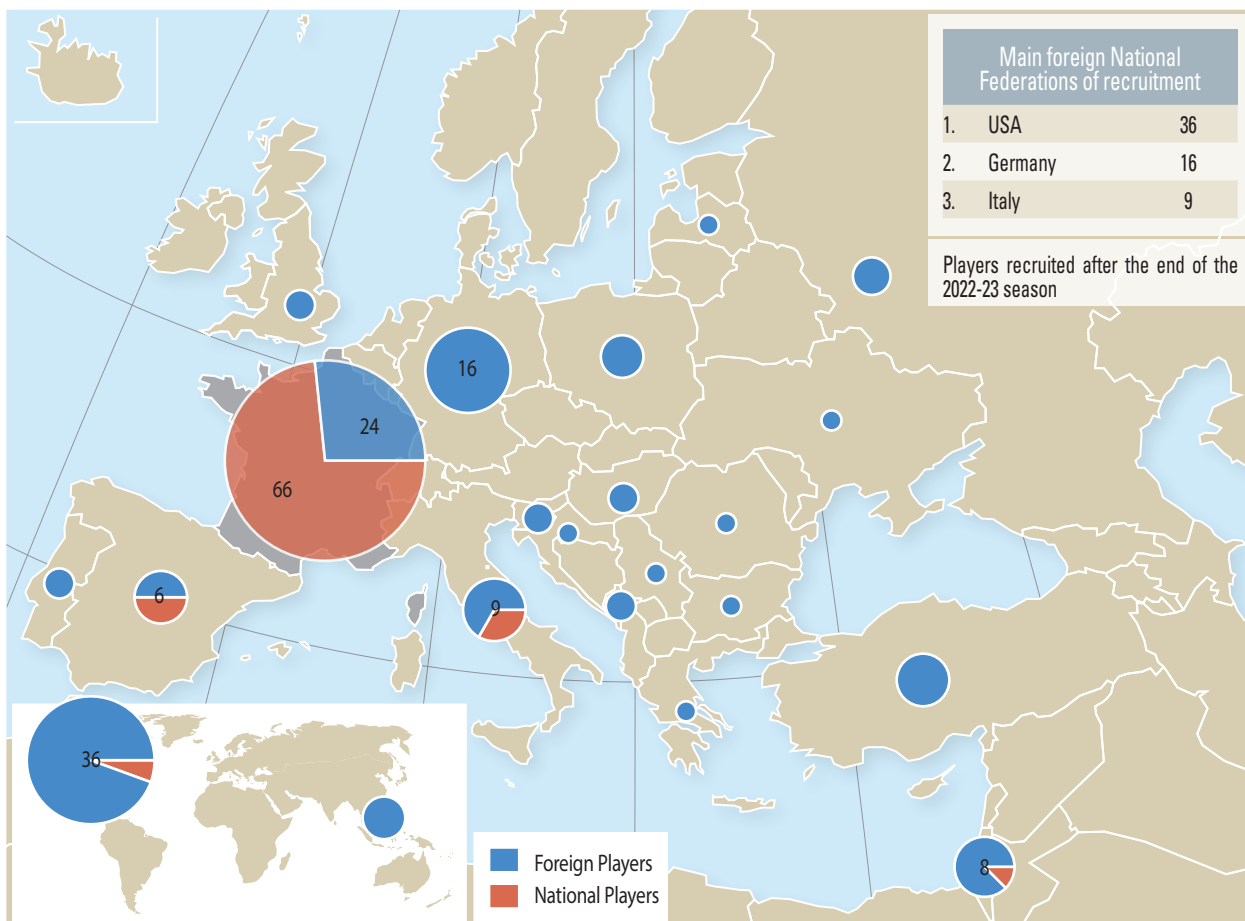 Main foreign National
Federations of recruitment
1. USA 36
2. Germany 16
3. Italy 9
Players recruited after the end of the
2022-23 season
16
24
66
6
9
36
8
Foreign Players
National Players